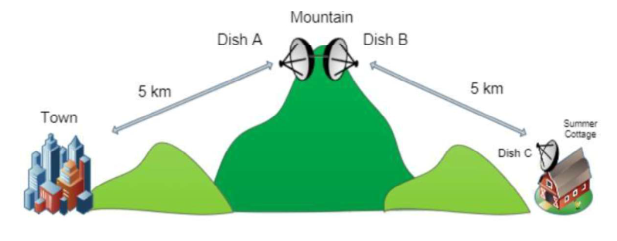 Mountain
Dish A
Dish B
5 km
5 km
Town
Summer
Cottage
Dish C